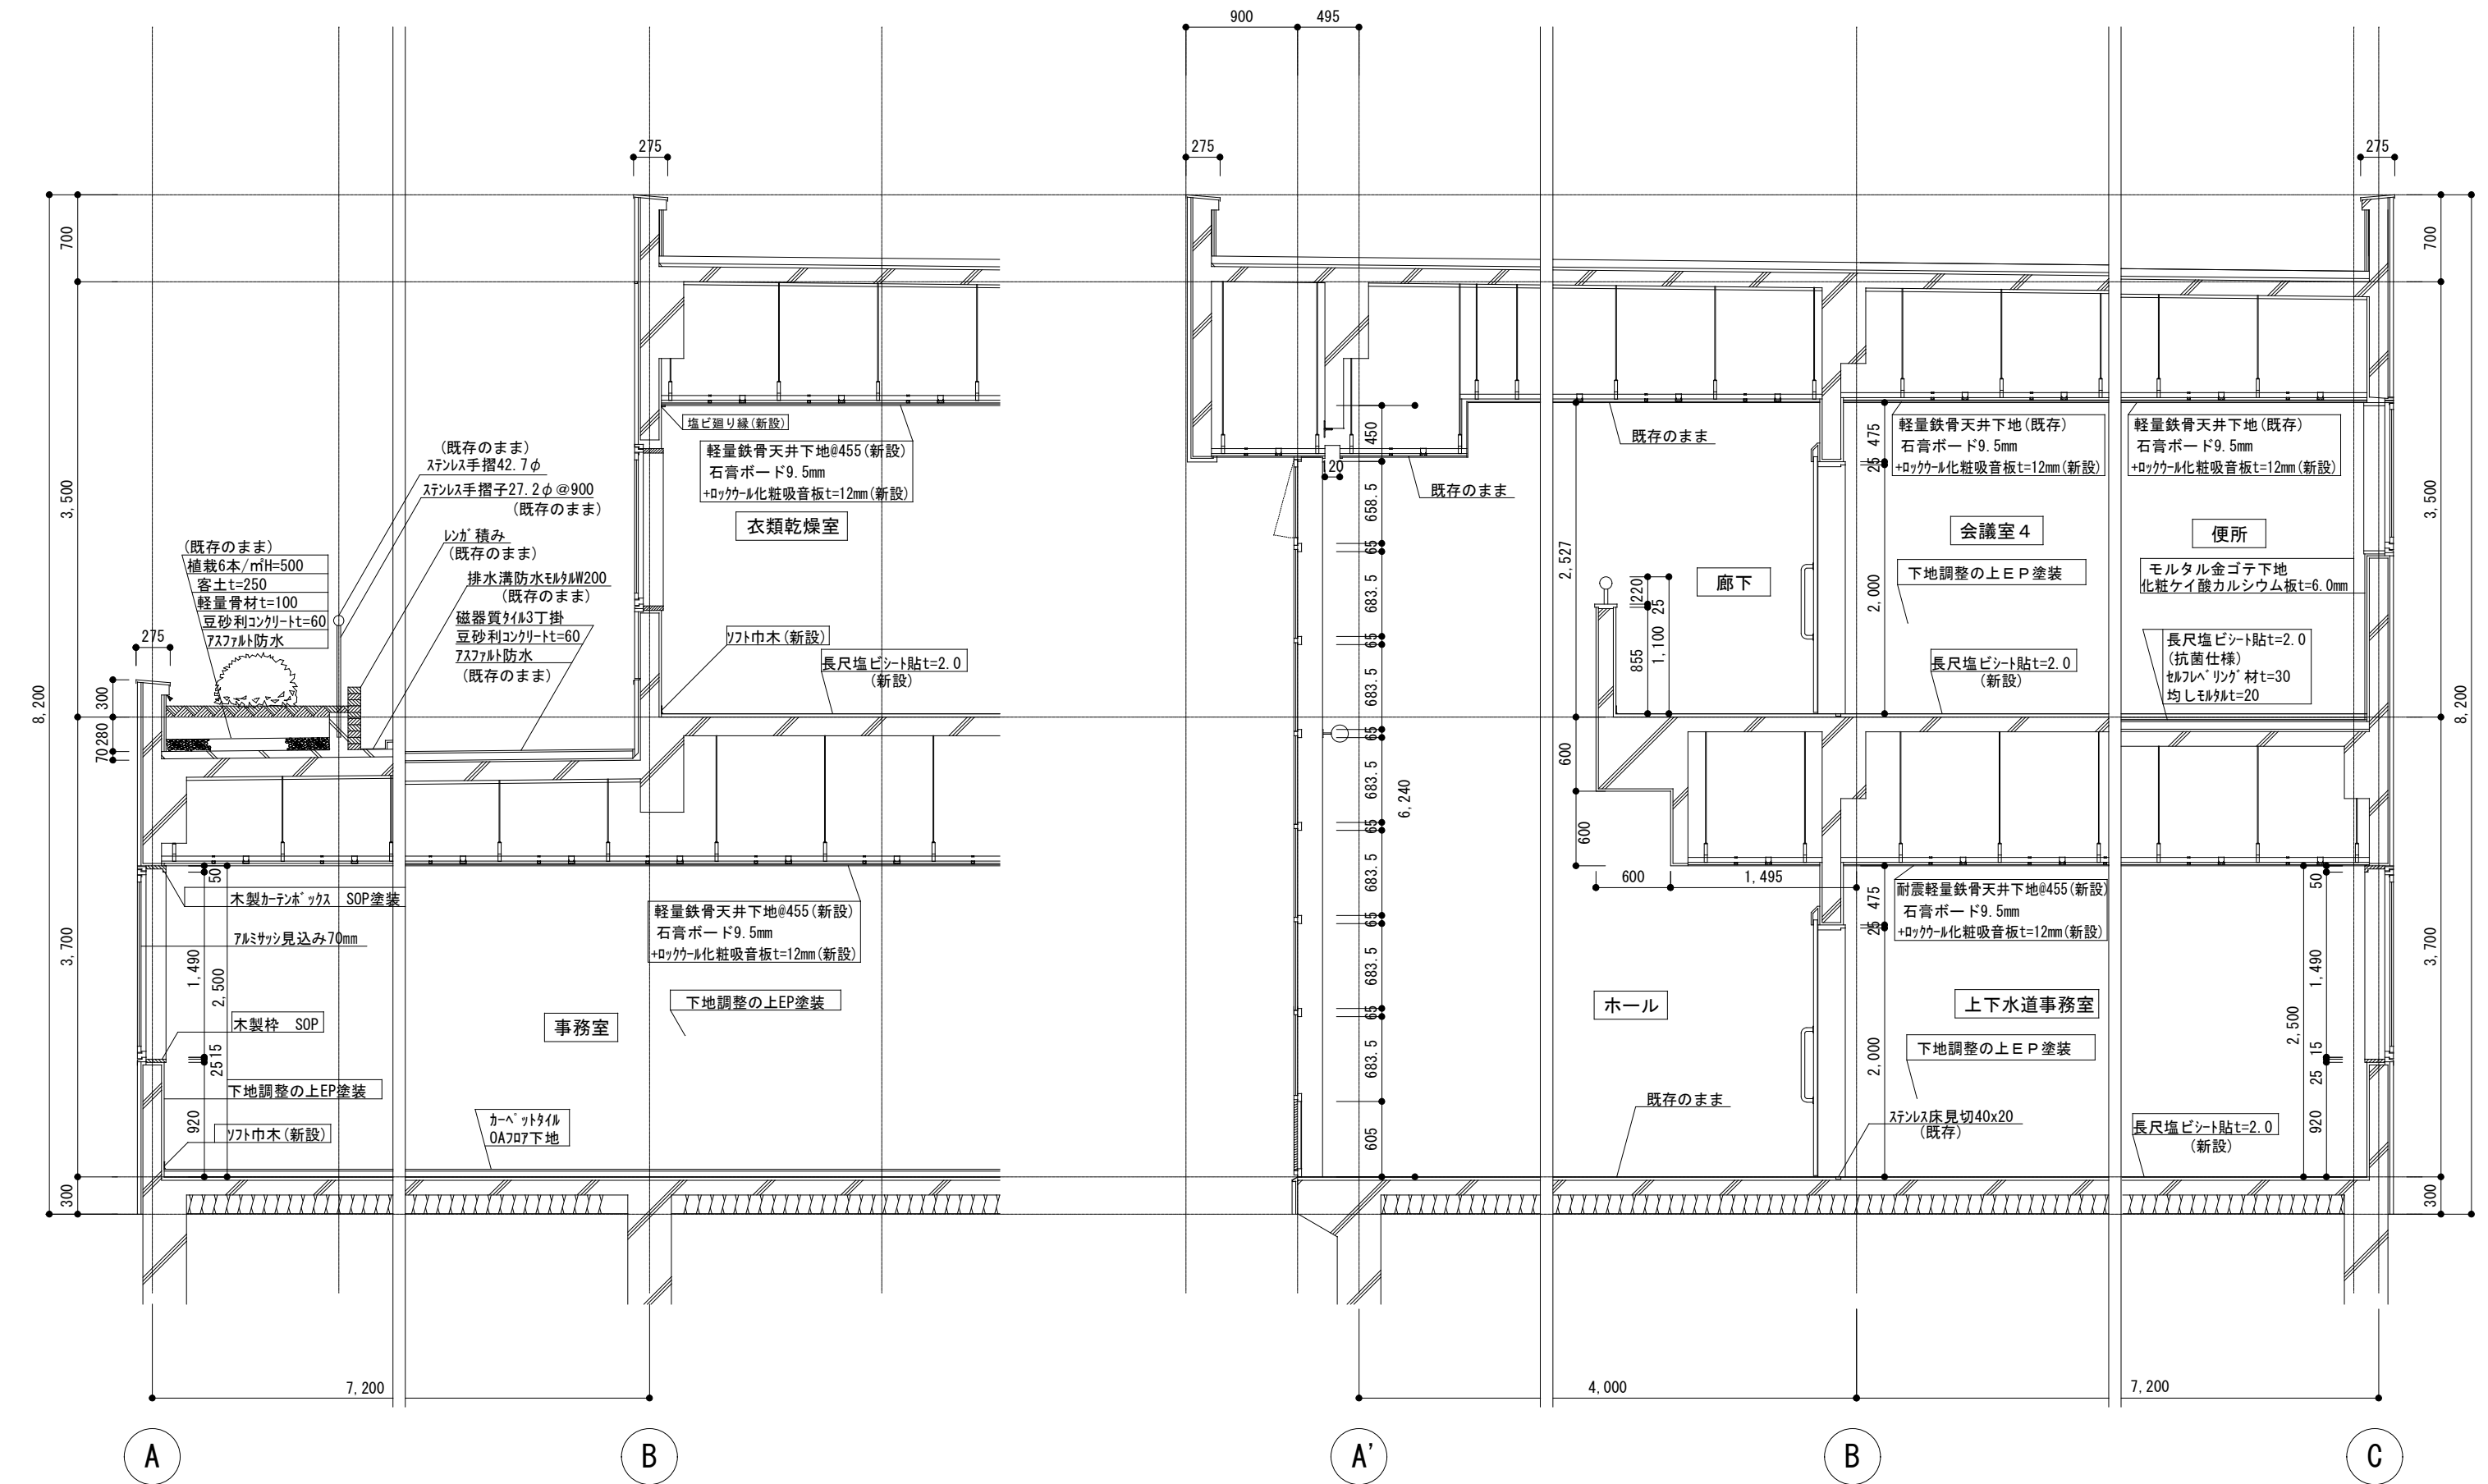 900
495
275
275
275
700
3,500
8,200
300
280
70
3,700
300
275
(既存のまま)
ステンレス手摺42.7φ
ステンレス手摺子27.2φ@900
(既存のまま)
レンガ積み
(既存のまま)
排水溝防水モルタルW200
(既存のまま)
磁器質タイル3丁掛
豆砂利コンクリートt=60
アスファルト防水
(既存のまま)
(既存のまま)
植栽6本/㎡H=500
客土t=250
軽量骨材t=100
豆砂利コンクリートt=60
アスファルト防水
塩ビ廻り縁(新設)
軽量鉄骨天井下地@455(新設)
石膏ボード9.5mm
+ロックウール化粧吸音板t=12mm(新設)
衣類乾燥室
ソフト巾木(新設)
長尺塩ビシート貼t=2.0
(新設)
木製カーテンボックス SOP塗装
アルミサッシ見込み70mm
木製枠 SOP
下地調整の上EP塗装
ソフト巾木(新設)
50
1,490
2,500
15
25
920
軽量鉄骨天井下地@455(新設)
石膏ボード9.5mm
+ロックウール化粧吸音板t=12mm(新設)
下地調整の上EP塗装
事務室
カーペットタイル
OAフロア下地
450
120
658.5
65
683.5
65
683.5
65
683.5
65
683.5
65
683.5
65
683.5
605
6,240
既存のまま
既存のまま
2,527
220
25
855
1,100
600
600
600
1,495
廊下
475
25
2,000
軽量鉄骨天井下地(既存)
石膏ボード9.5mm
+ロックウール化粧吸音板t=12mm(新設)
会議室4
下地調整の上EP塗装
長尺塩ビシート貼t=2.0
(新設)
軽量鉄骨天井下地(既存)
石膏ボード9.5mm
+ロックウール化粧吸音板t=12mm(新設)
便所
モルタル金ゴテ下地
化粧ケイ酸カルシウム板t=6.0mm
長尺塩ビシート貼t=2.0
(抗菌仕様)
セルフレベリング材t=30
均しモルタルt=20
475
25
2,000
耐震軽量鉄骨天井下地@455(新設)
石膏ボード9.5mm
+ロックウール化粧吸音板t=12mm(新設)
ホール
上下水道事務室
下地調整の上EP塗装
既存のまま
ステンレス床見切40x20
(既存)
長尺塩ビシート貼t=2.0
(新設)
50
1,490
2,500
15
25
920
700
3,500
8,200
3,700
300
7,200
4,000
7,200
A
B
A'
B
C